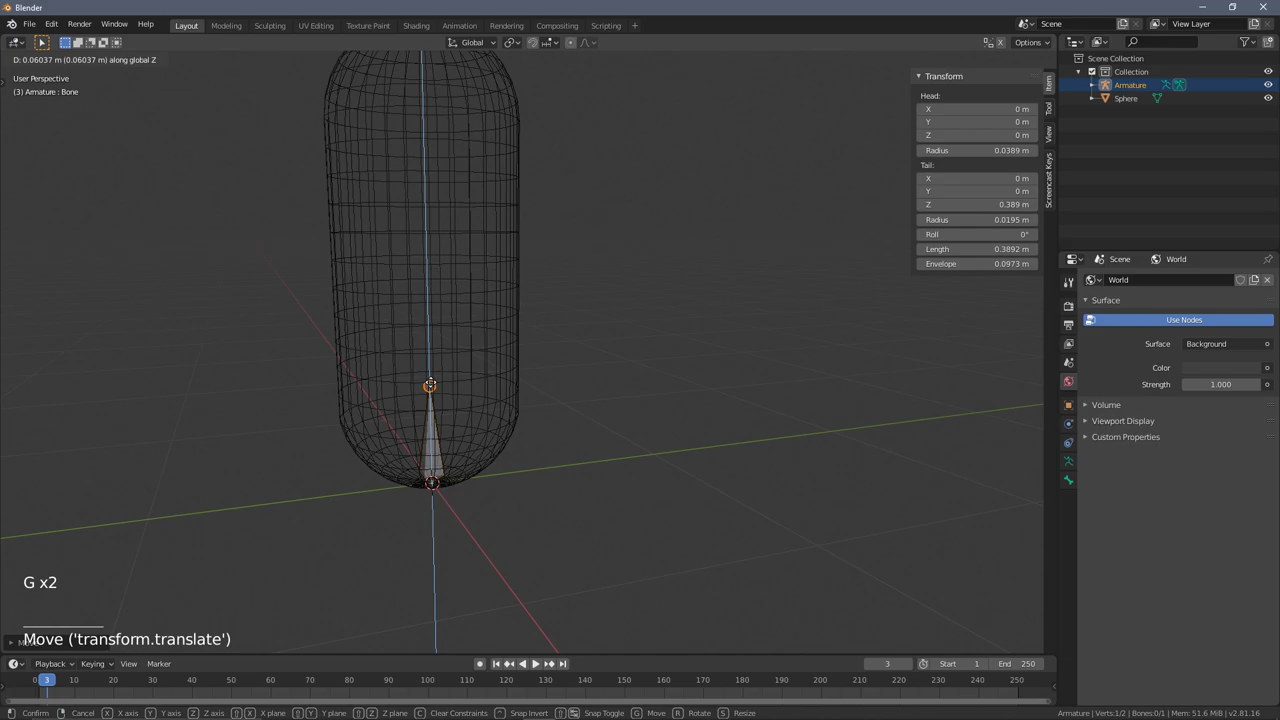 Blender
File Edit Render Window Help
Layout Modeling Sculpting UV Editing Texture Paint Shading Animation Rendering Compositing Scripting +
Scene
View Layer
Global
X
Options
D: 0.06037 m (0.06037 m) along global Z
User Perspective
(3) Armature : Bone
Transform
Head:
X 0 m
Y 0 m
Z 0 m
Radius 0.0389 m
Tail:
X 0 m
Y 0 m
Z 0.389 m
Radius 0.0195 m
Roll 0°
Length 0.3892 m
Envelope 0.0973 m
Item
Tool
View
Screencast Keys
Scene Collection
Collection
Armature
Sphere
Scene World
World
Surface
Use Nodes
Surface Background
Color
Strength 1.000
Volume
Viewport Display
Custom Properties
G x2
Move ('transform.translate')
Playback Keying View Marker
3
Start 1 End 250
0 3 10 20 30 40 50 60 70 80 90 100 110 120 130 140 150 160 170 180 190 200 210 220 230 240 250
Confirm Cancel X X axis Y Y axis Z Z axis X X plane Y Y plane Z Z plane C Clear Constraints Snap Invert Snap Toggle G Move R Rotate S Resize
Armature | Verts:1/2 | Bones:0/1 | Mem: 51.6 MiB | v2.81.16